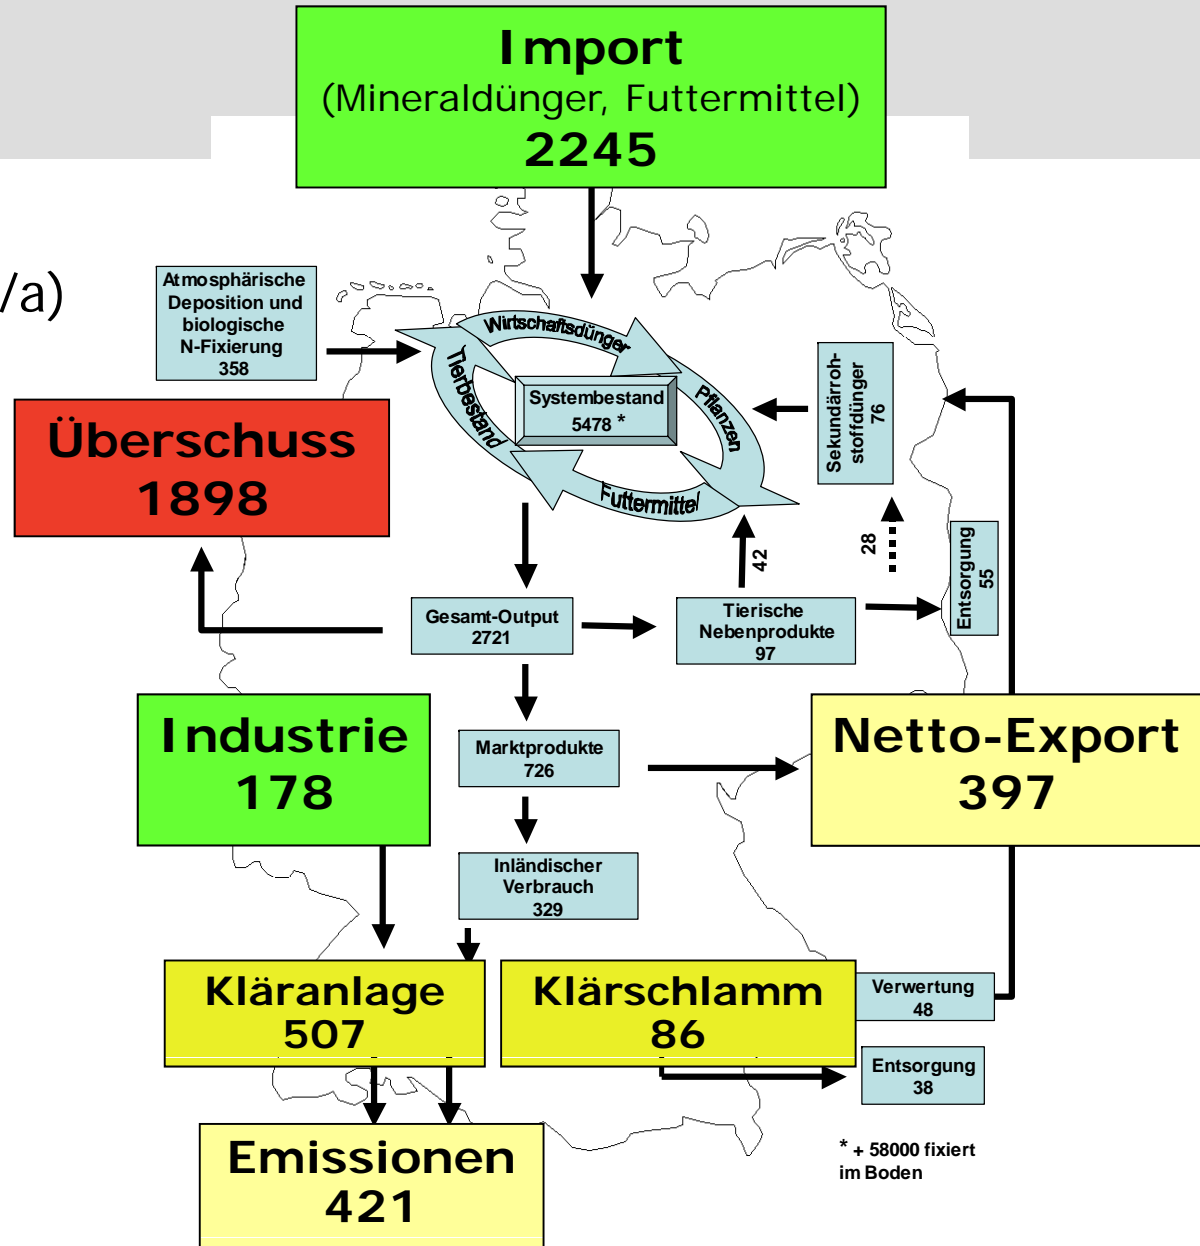 Import
(Mineraldünger, Futtermittel)
2245
/a)
Atmosphärische
Deposition und
biologische
N-Fixierung
358
Wirtschaftsdünger
Tierbestand
Pflanzen
Futtermittel
Systembestand
5478 *
Sekundärroh-
stoffdünger
76
Überschuss
1898
42
28
Entsorgung
55
Gesamt-Output
2721
Tierische
Nebenprodukte
97
Industrie
178
Marktprodukte
726
Netto-Export
397
Inländischer
Verbrauch
329
Kläranlage
507
Klärschlamm
86
Verwertung
48
Entsorgung
38
Emissionen
421
* + 58000 fixiert
im Boden